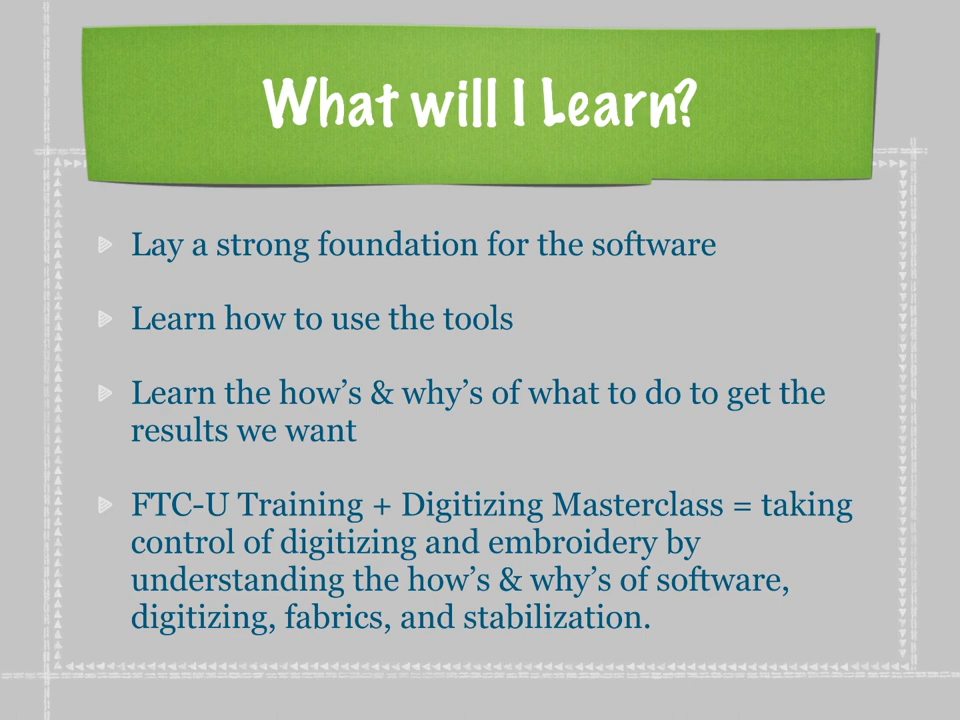 What will I Learn?
Lay a strong foundation for the software
Learn how to use the tools
Learn the how’s & why’s of what to do to get the
results we want
FTC-U Training + Digitizing Masterclass = taking
control of digitizing and embroidery by
understanding the how’s & why’s of software,
digitizing, fabrics, and stabilization.